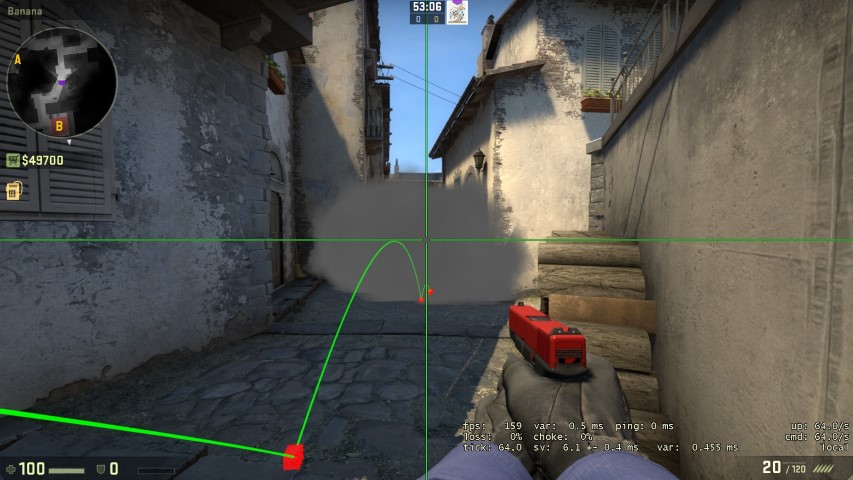 Banana
53:06
0 0
A
B
$49700
fps: 159 var: 0.5 ms ping: 0 ms
loss: 0% choke: 0%
tick: 64.0 sv: 6.1 +- 0.4 ms var: 0.455 ms
up: 64.0/s
cmd: 64.0/s
local
100
0
20 / 120